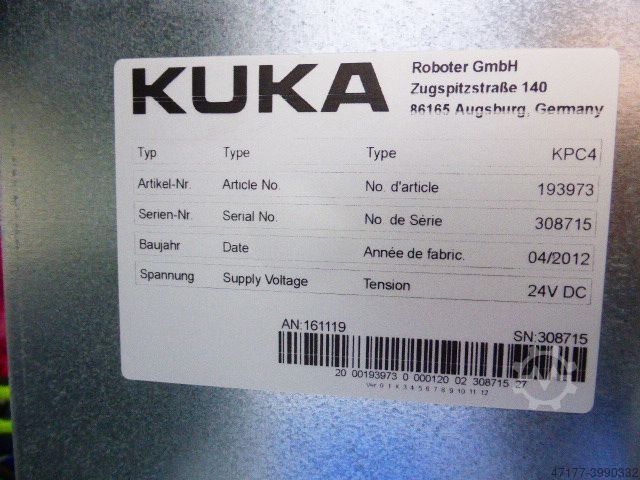 KUKA
Roboter GmbH
Zugspitzstraße 140
86165 Augsburg, Germany
Typ Type Type KPC4
Artikel-Nr. Article No. No. d'article 193973
Serien-Nr. Serial No. No. de Série 308715
Baujahr Date Année de fabric. 04/2012
Spannung Supply Voltage Tension 24V DC
AN:161119 SN:308715
20 00193973 0 000120 02 308715 27
47177-3990332